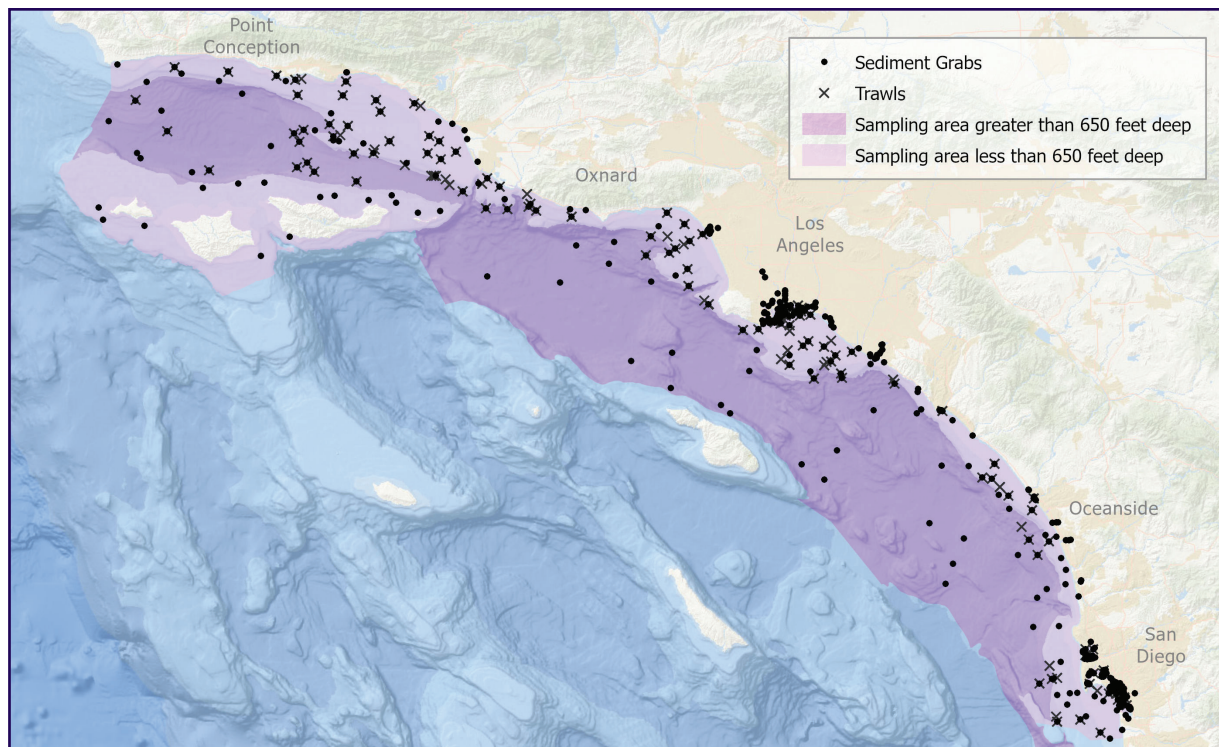 Point
Conception
Sediment Grabs
Trawls
Sampling area greater than 650 feet deep
Sampling area less than 650 feet deep
Oxnard
Los
Angeles
Oceanside
San
Diego